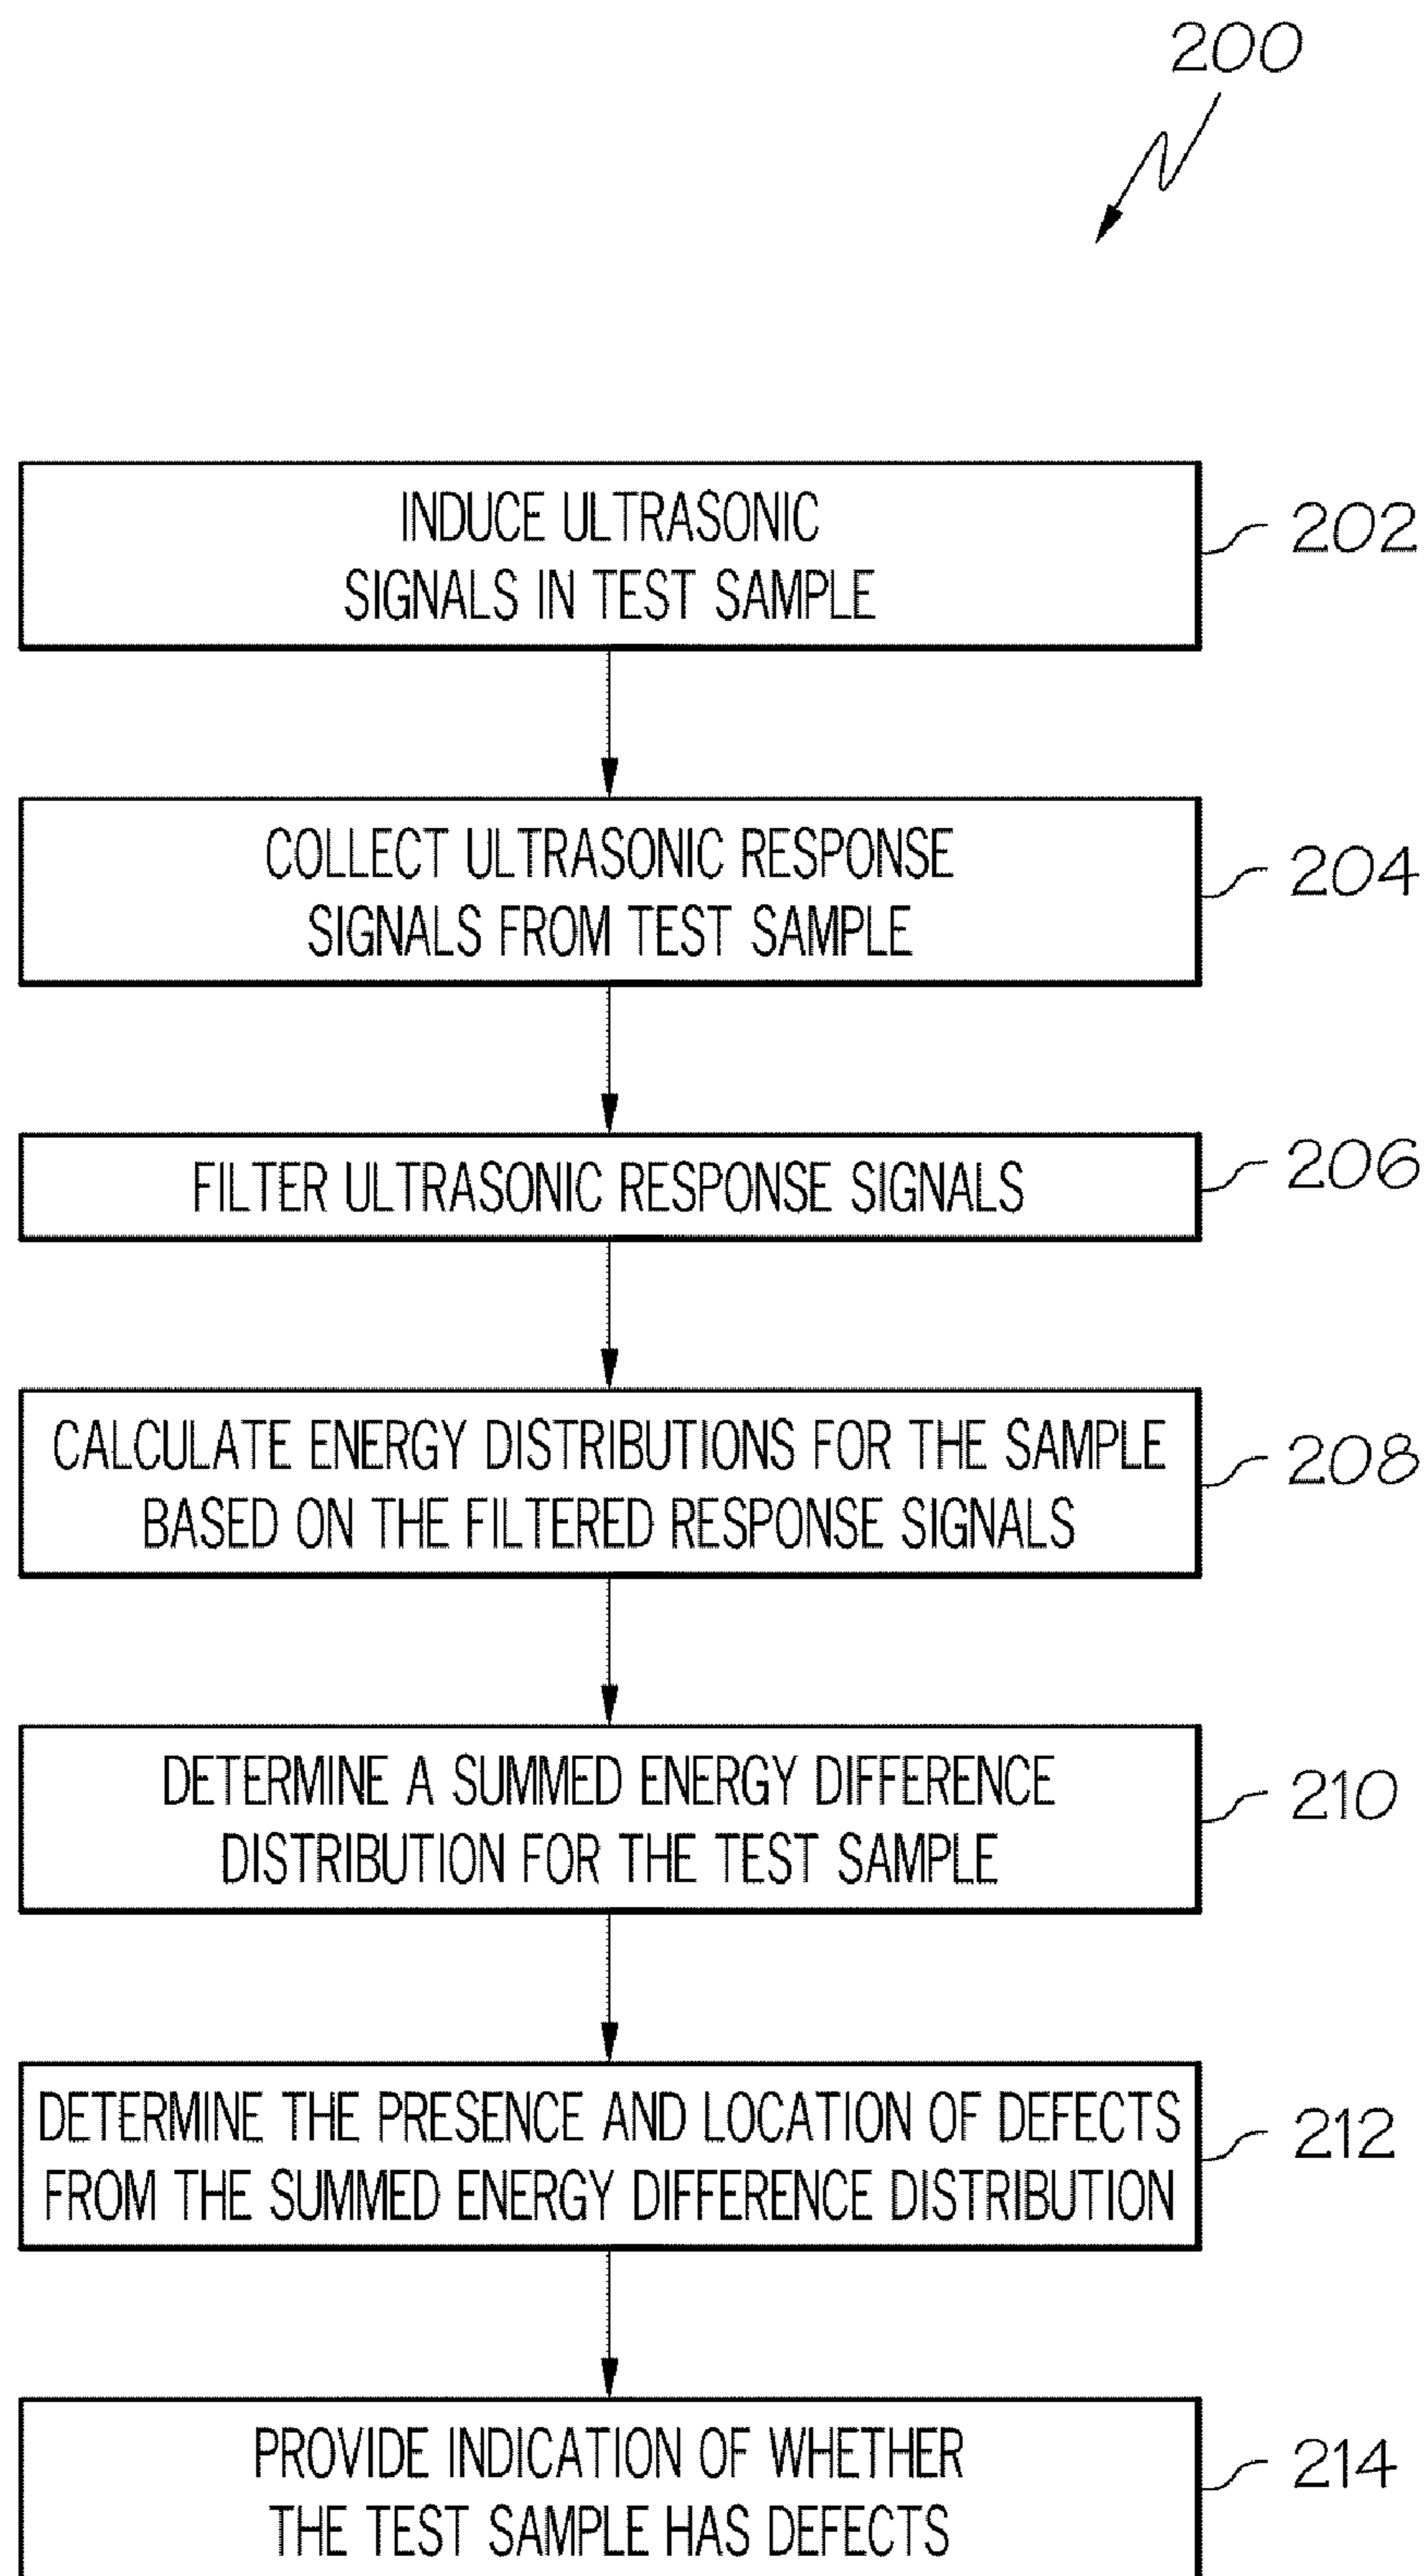 200
INDUCE ULTRASONIC
SIGNALS IN TEST SAMPLE
202
COLLECT ULTRASONIC RESPONSE
SIGNALS FROM TEST SAMPLE
204
FILTER ULTRASONIC RESPONSE SIGNALS
206
CALCULATE ENERGY DISTRIBUTIONS FOR THE SAMPLE
BASED ON THE FILTERED RESPONSE SIGNALS
208
DETERMINE A SUMMED ENERGY DIFFERENCE
DISTRIBUTION FOR THE TEST SAMPLE
210
DETERMINE THE PRESENCE AND LOCATION OF DEFECTS
FROM THE SUMMED ENERGY DIFFERENCE DISTRIBUTION
212
PROVIDE INDICATION OF WHETHER
THE TEST SAMPLE HAS DEFECTS
214